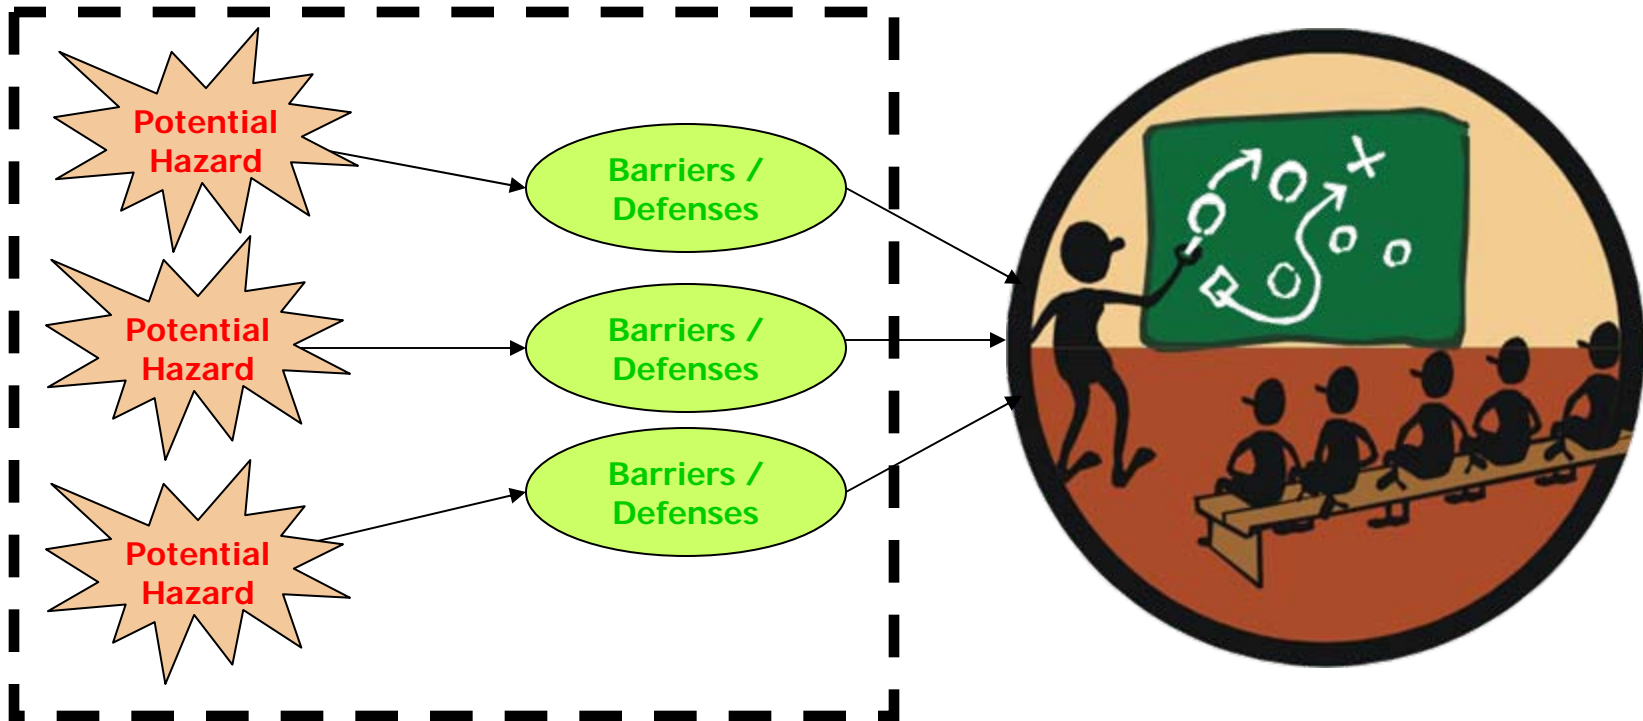 Potential
Hazard
Barriers /
Defenses
Potential
Hazard
Barriers /
Defenses
Potential
Hazard
Barriers /
Defenses